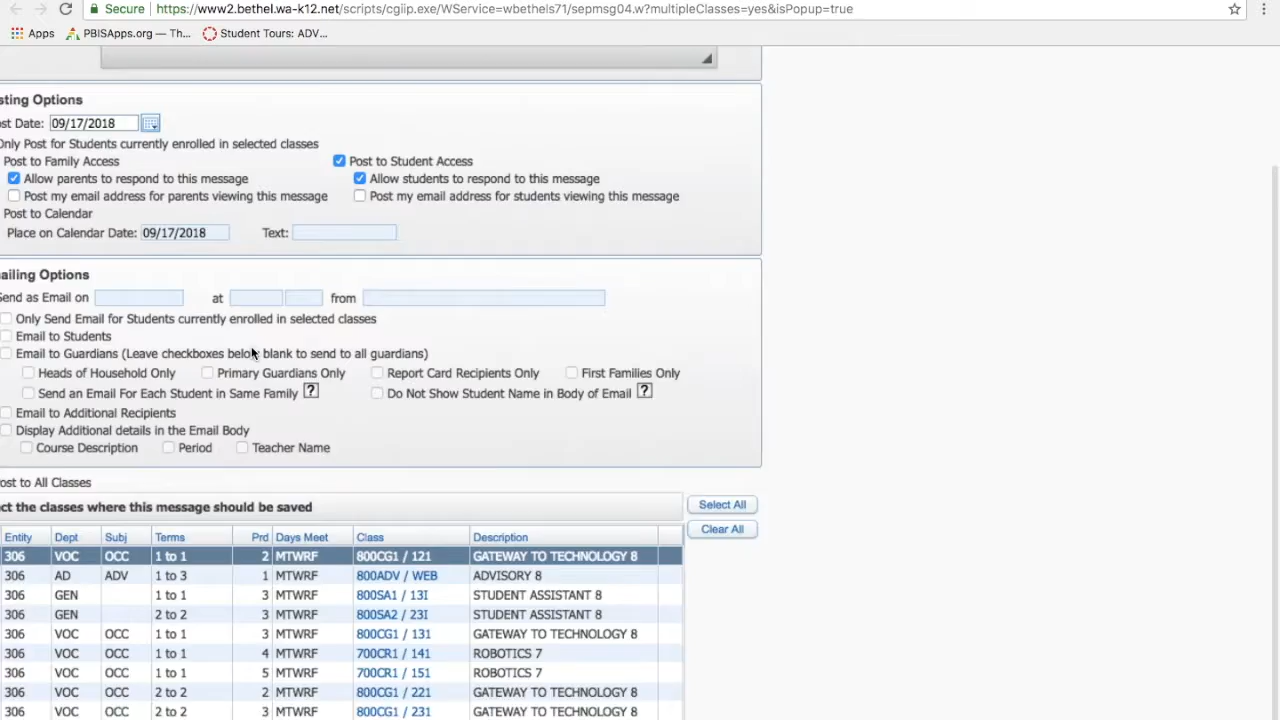 Secure https://www2.bethel.wa-k12.net/scripts/cgiip.exe/WService=wbethels71/sepmsg04.w?multipleClasses=yes&isPopup=true
Apps PBISApps.org — Th... Student Tours: ADV...
sting Options
st Date: 09/17/2018
Only Post for Students currently enrolled in selected classes
Post to Family Access Post to Student Access
Allow parents to respond to this message Allow students to respond to this message
Post my email address for parents viewing this message Post my email address for students viewing this message
Post to Calendar
Place on Calendar Date: 09/17/2018 Text:
ailing Options
Send as Email on at from
Only Send Email for Students currently enrolled in selected classes
Email to Students
Email to Guardians (Leave checkboxes below blank to send to all guardians)
Heads of Household Only Primary Guardians Only Report Card Recipients Only First Families Only
Send an Email For Each Student in Same Family ? Do Not Show Student Name in Body of Email ?
Email to Additional Recipients
Display Additional details in the Email Body
Course Description Period Teacher Name
ost to All Classes
ct the classes where this message should be saved Select All
Clear All
Entity Dept Subj Terms Prd Days Meet Class Description
306 VOC OCC 1 to 1 2 MTWRF 800CG1 / 121 GATEWAY TO TECHNOLOGY 8
306 AD ADV 1 to 3 1 MTWRF 800ADV / WEB ADVISORY 8
306 GEN 1 to 1 3 MTWRF 800SA1 / 13I STUDENT ASSISTANT 8
306 GEN 2 to 2 3 MTWRF 800SA2 / 23I STUDENT ASSISTANT 8
306 VOC OCC 1 to 1 3 MTWRF 800CG1 / 131 GATEWAY TO TECHNOLOGY 8
306 VOC OCC 1 to 1 4 MTWRF 700CR1 / 141 ROBOTICS 7
306 VOC OCC 1 to 1 5 MTWRF 700CR1 / 151 ROBOTICS 7
306 VOC OCC 2 to 2 2 MTWRF 800CG1 / 221 GATEWAY TO TECHNOLOGY 8
306 VOC OCC 2 to 2 3 MTWRF 800CG1 / 231 GATEWAY TO TECHNOLOGY 8